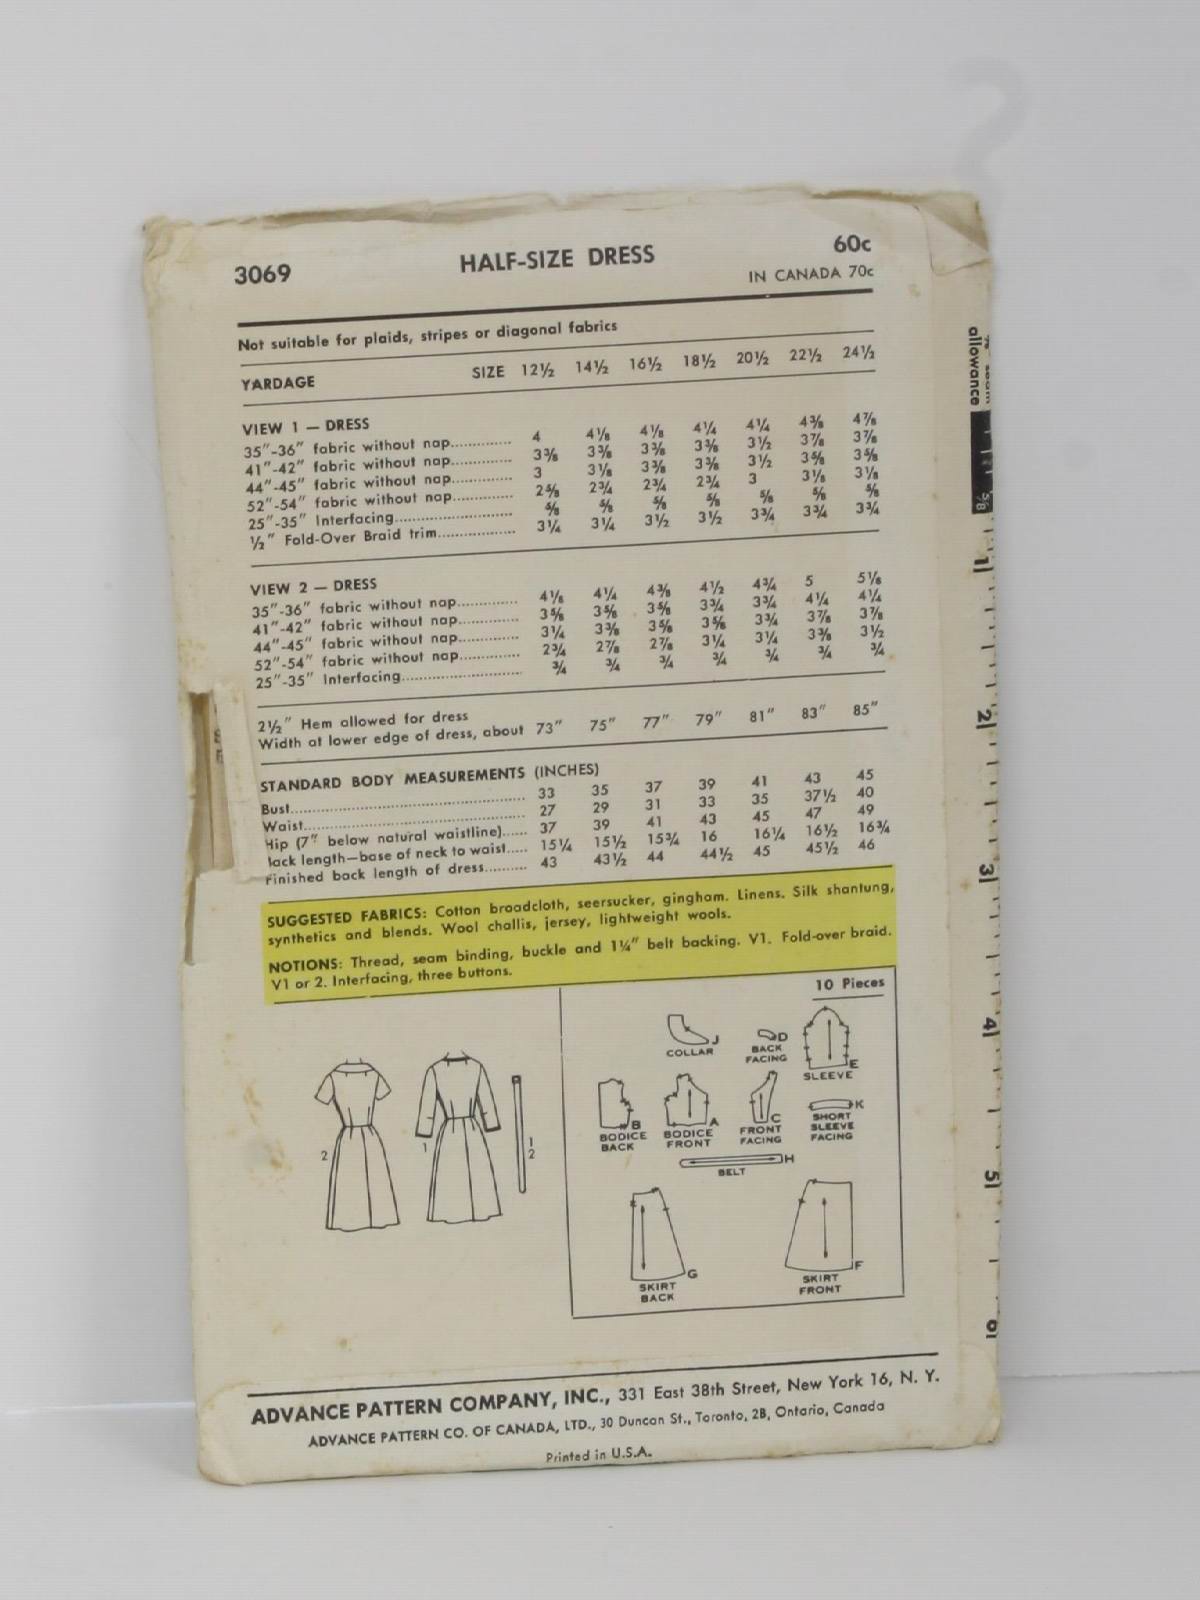 3069
HALF-SIZE DRESS
60c
IN CANADA 70c
Not suitable for plaids, stripes or diagonal fabrics
YARDAGE SIZE 12½ 14½ 16½ 18½ 20½ 22½ 24½
VIEW 1 — DRESS
35"-36" fabric without nap............. 4 4⅛ 4⅛ 4¼ 4¼ 4⅜ 4⅞
41"-42" fabric without nap............. 3⅜ 3⅜ 3⅜ 3⅜ 3½ 3⅞ 3⅞
44"-45" fabric without nap............. 3 3⅛ 3⅜ 3⅜ 3½ 3⅝ 3⅝
52"-54" fabric without nap............. 2⅝ 2¾ 2¾ 2¾ 3 3⅛ 3⅛
25"-35" Interfacing......................... ⅝ ⅝ ⅝ ⅝ ⅝ ⅝ ⅝
½" Fold-Over Braid trim................. 3¼ 3¼ 3½ 3½ 3¾ 3¾ 3¾
VIEW 2 — DRESS
35"-36" fabric without nap............. 4⅛ 4¼ 4⅜ 4½ 4¾ 5 5⅛
41"-42" fabric without nap............. 3⅝ 3⅝ 3⅝ 3¾ 3¾ 4¼ 4¼
44"-45" fabric without nap............. 3¼ 3⅜ 3⅝ 3⅝ 3¾ 3⅞ 3⅞
52"-54" fabric without nap............. 2¾ 2⅞ 2⅞ 3¼ 3¼ 3⅜ 3½
25"-35" Interfacing......................... ¾ ¾ ¾ ¾ ¾ ¾ ¾
2½" Hem allowed for dress
Width at lower edge of dress, about 73" 75" 77" 79" 81" 83" 85"
STANDARD BODY MEASUREMENTS (INCHES)
Bust.................................................. 33 35 37 39 41 43 45
Waist................................................ 27 29 31 33 35 37½ 40
Hip (7" below natural waistline)...... 37 39 41 43 45 47 49
Back length—base of neck to waist..... 15¼ 15½ 15¾ 16 16¼ 16½ 16¾
Finished back length of dress.......... 43 43½ 44 44½ 45 45½ 46
SUGGESTED FABRICS: Cotton broadcloth, seersucker, gingham. Linens. Silk shantung,
synthetics and blends. Wool challis, jersey, lightweight wools.
NOTIONS: Thread, seam binding, buckle and 1¼" belt backing. V1. Fold-over braid.
V1 or 2. Interfacing, three buttons.
10 Pieces
J
COLLAR
D
BACK
FACING
E
SLEEVE
B
BODICE
BACK
A
BODICE
FRONT
C
FRONT
FACING
K
SHORT
SLEEVE
FACING
H
BELT
G
SKIRT
BACK
F
SKIRT
FRONT
2
1
1
2
ADVANCE PATTERN COMPANY, INC., 331 East 38th Street, New York 16, N. Y.
ADVANCE PATTERN CO. OF CANADA, LTD., 30 Duncan St., Toronto, 2B, Ontario, Canada
Printed in U.S.A.
allowance
5/8
1
2
3
4
5
6